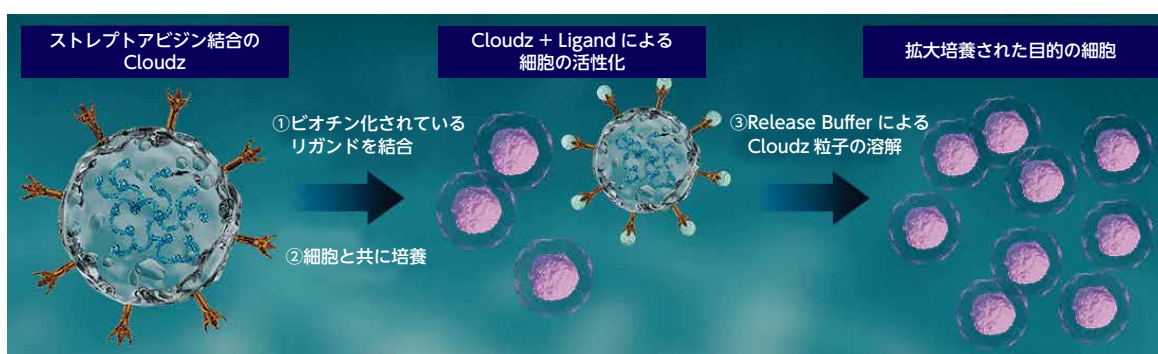 ストレプトアビジン結合の
Cloudz
①ビオチン化されている
リガンドを結合
②細胞と共に培養
Cloudz + Ligand による
細胞の活性化
③Release Buffer による
Cloudz 粒子の溶解
拡大培養された目的の細胞